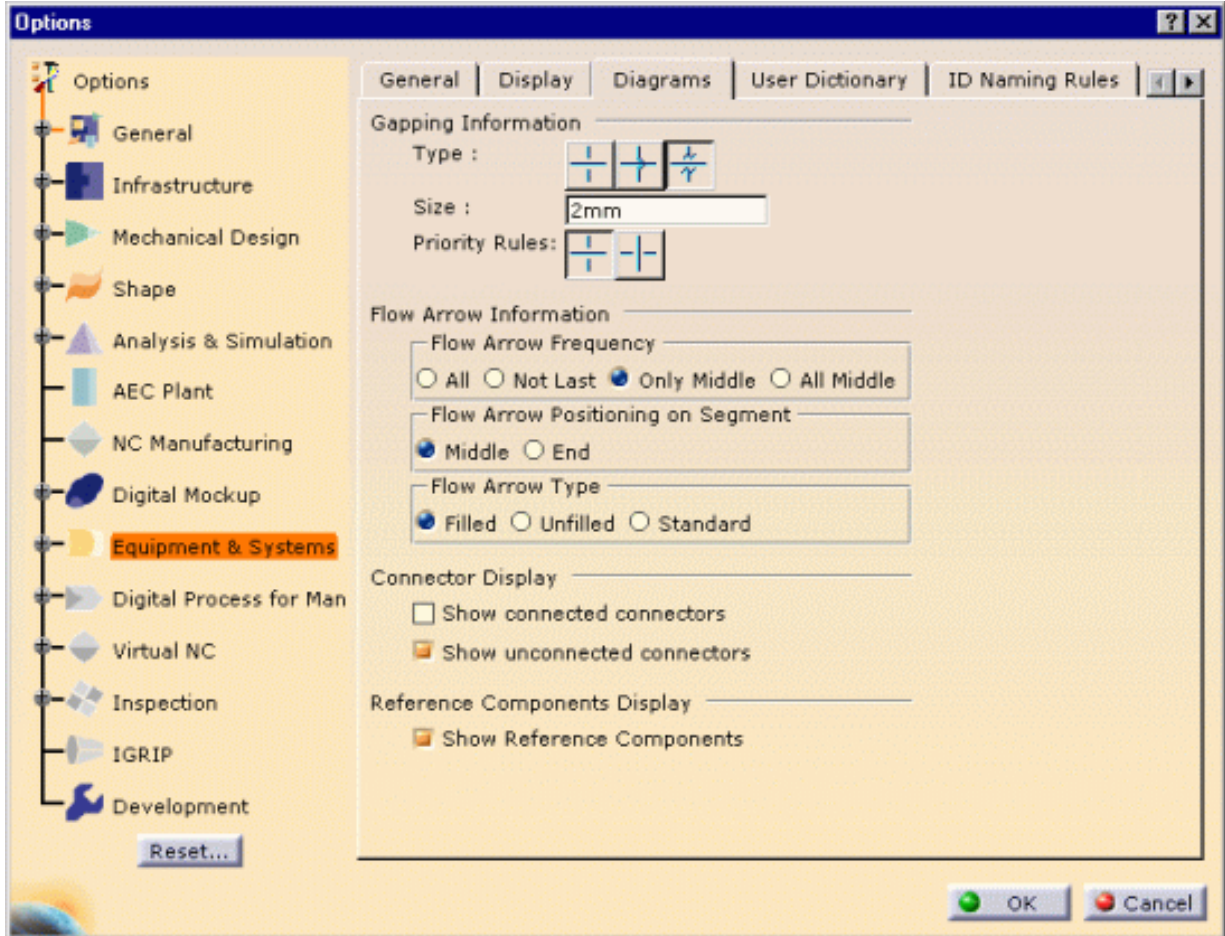 Options
Options
General
Infrastructure
Mechanical Design
Shape
Analysis & Simulation
AEC Plant
NC Manufacturing
Digital Mockup
Equipment & Systems
Digital Process for Man
Virtual NC
Inspection
IGRIP
Development
Reset...
General Display Diagrams User Dictionary ID Naming Rules
Gapping Information
Type :
Size : 2mm
Priority Rules:
Flow Arrow Information
Flow Arrow Frequency
All Not Last Only Middle All Middle
Flow Arrow Positioning on Segment
Middle End
Flow Arrow Type
Filled Unfilled Standard
Connector Display
Show connected connectors
Show unconnected connectors
Reference Components Display
Show Reference Components
OK Cancel